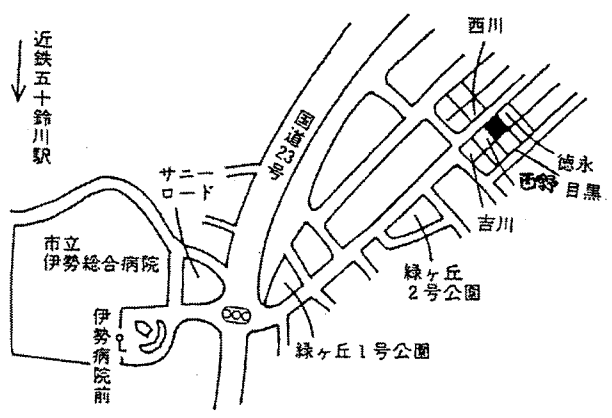 近鉄五十鈴川駅
西川
国道23号
サニー
ロード
徳永
西野
目黒
吉川
市立
伊勢総合病院
緑ヶ丘
2号公園
伊勢病院前
緑ヶ丘1号公園